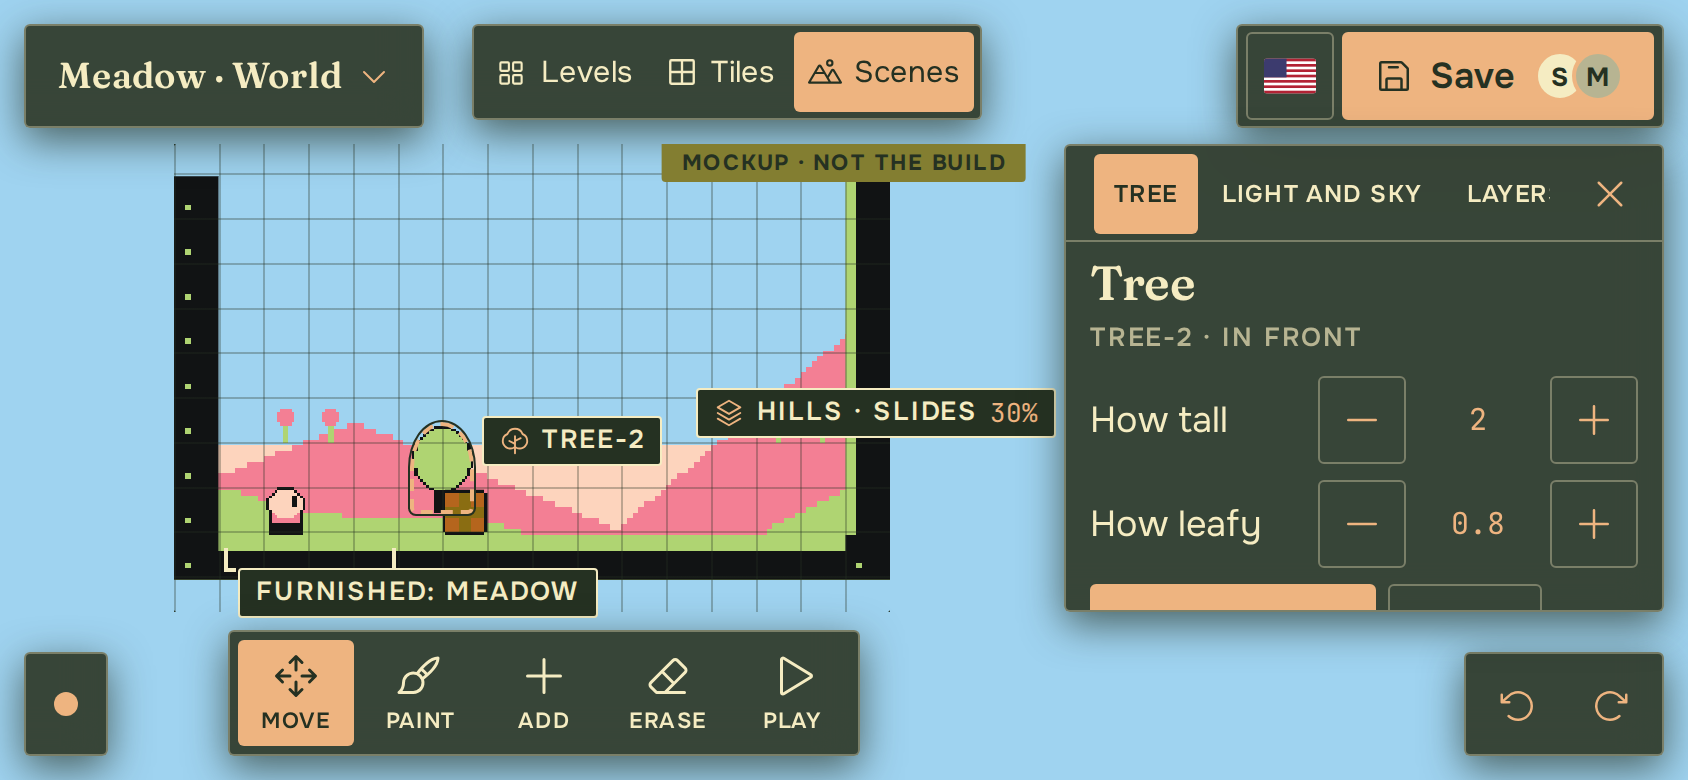 Meadow · World
Levels
Tiles
Scenes
Save
S
M
MOCKUP · NOT THE BUILD
TREE
LIGHT AND SKY
LAYER
Tree
TREE-2 · IN FRONT
How tall
2
How leafy
0.8
HILLS · SLIDES 30%
TREE-2
FURNISHED: MEADOW
MOVE
PAINT
ADD
ERASE
PLAY